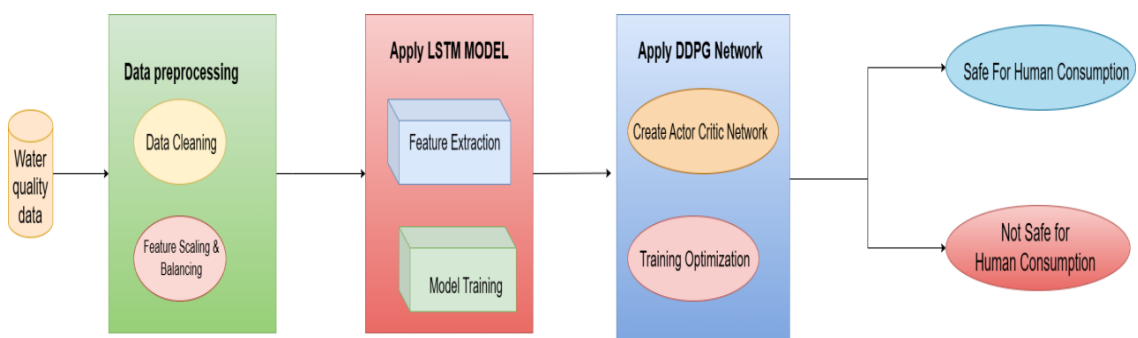 Water
quality
data
Data preprocessing
Data Cleaning
Feature Scaling &
Balancing
Apply LSTM MODEL
Feature Extraction
Model Training
Apply DDPG Network
Create Actor Critic Network
Training Optimization
Safe For Human Consumption
Not Safe for
Human Consumption